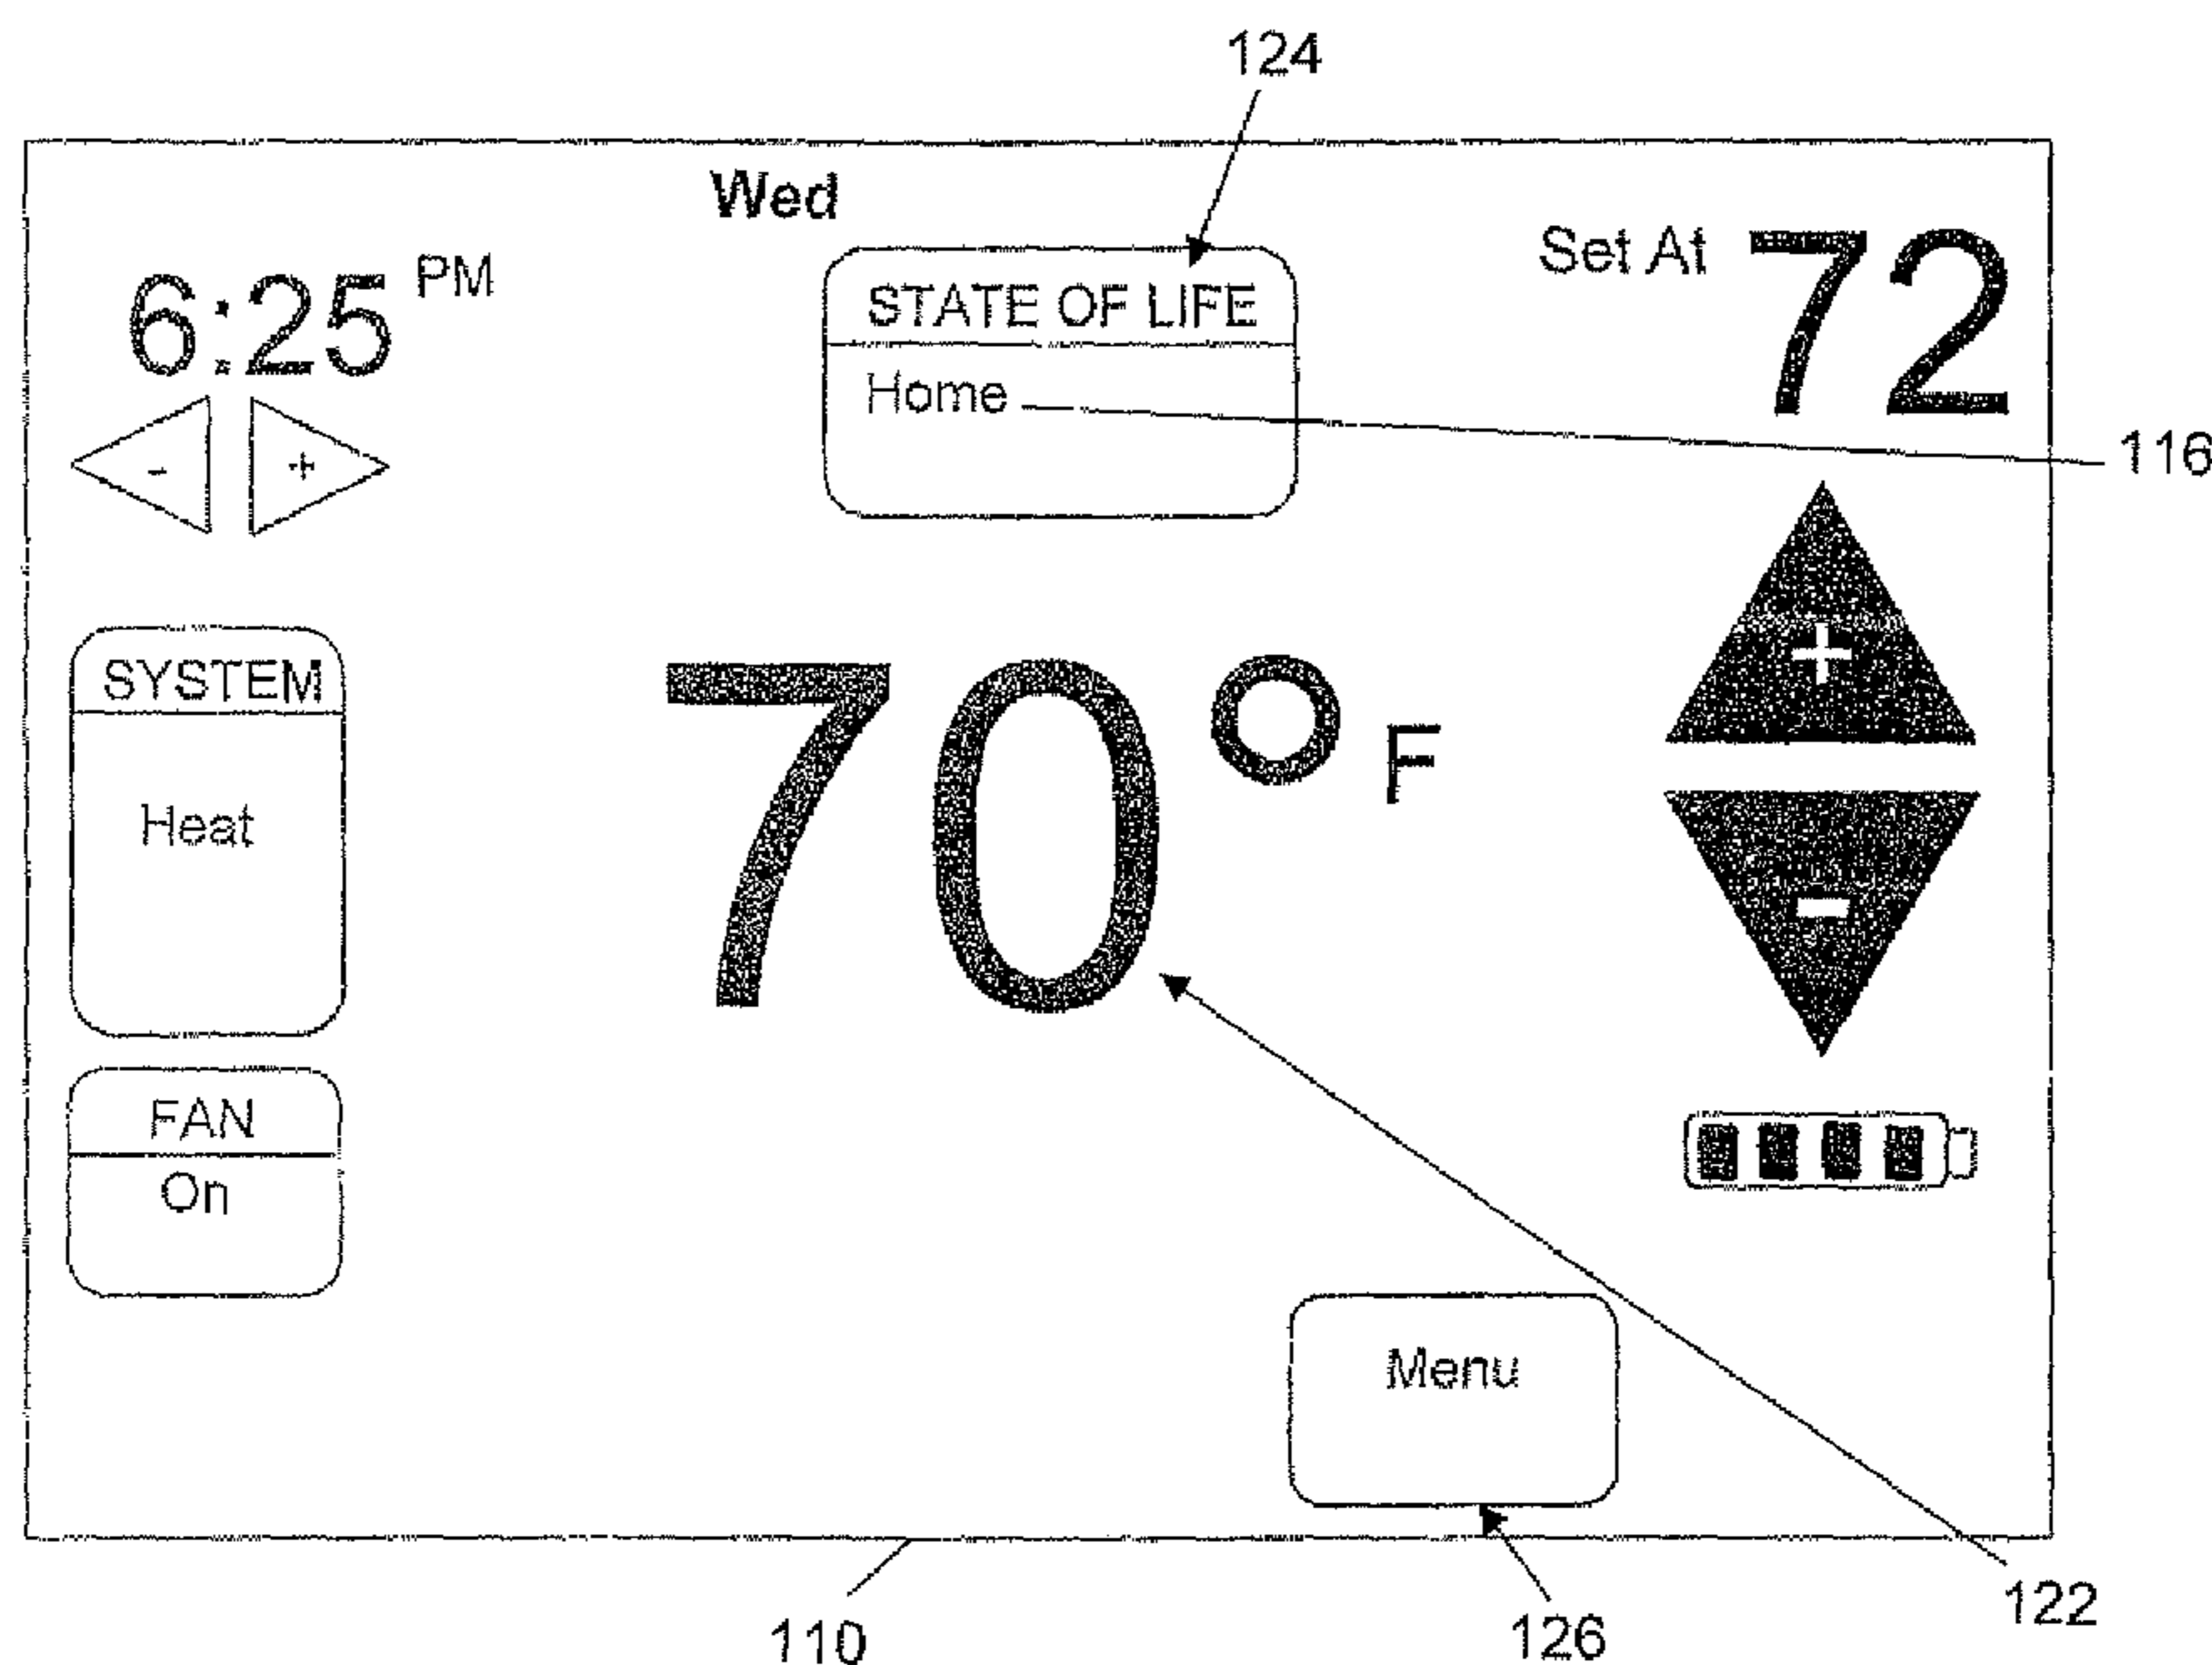 124
Wed
6:25 PM
STATE OF LIFE
Home
Set At 72
116
- +
SYSTEM
Heat
70° F
+
-
FAN
On
Menu
110
126
122